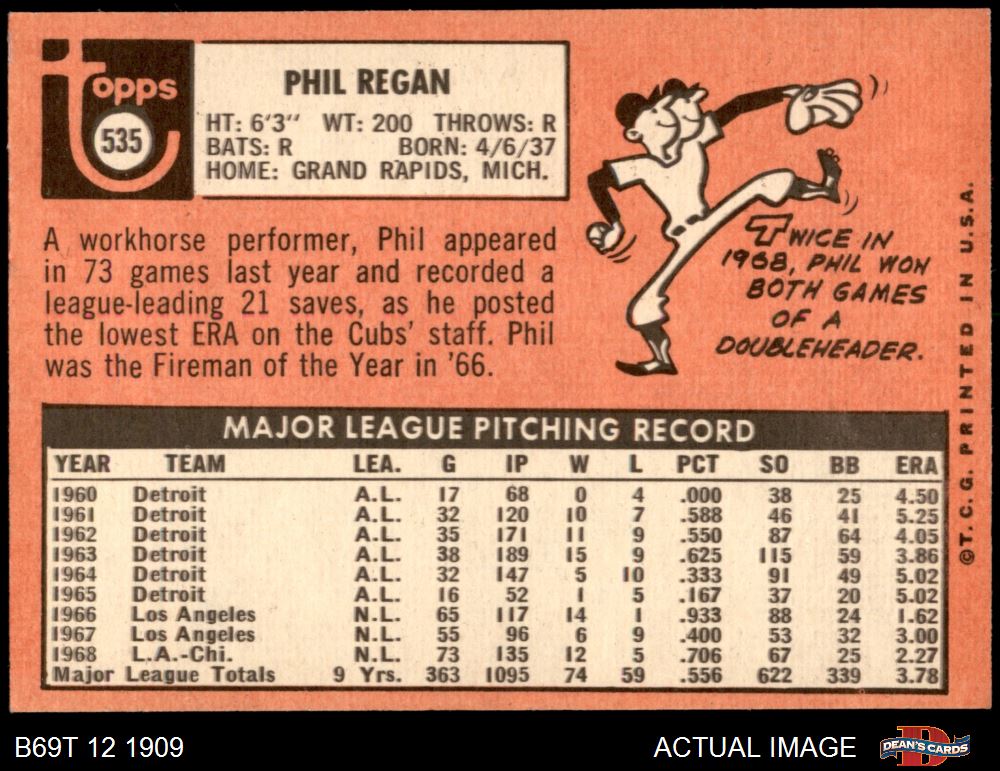 Topps
535
PHIL REGAN
HT: 6'3" WT: 200 THROWS: R
BATS: R BORN: 4/6/37
HOME: GRAND RAPIDS, MICH.
A workhorse performer, Phil appeared
in 73 games last year and recorded a
league-leading 21 saves, as he posted
the lowest ERA on the Cubs' staff. Phil
was the Fireman of the Year in '66.
TWICE IN
1968, PHIL WON
BOTH GAMES
OF A
DOUBLEHEADER.
©T. C. G. PRINTED IN U.S.A.
MAJOR LEAGUE PITCHING RECORD
YEAR TEAM LEA. G IP W L PCT SO BB ERA
1960 Detroit A.L. 17 68 0 4 .000 38 25 4.50
1961 Detroit A.L. 32 120 10 7 .588 46 41 5.25
1962 Detroit A.L. 35 171 11 9 .550 87 64 4.05
1963 Detroit A.L. 38 189 15 9 .625 115 59 3.86
1964 Detroit A.L. 32 147 5 10 .333 91 49 5.02
1965 Detroit A.L. 16 52 1 5 .167 37 20 5.02
1966 Los Angeles N.L. 65 117 14 1 .933 88 24 1.62
1967 Los Angeles N.L. 55 96 6 9 .400 53 32 3.00
1968 L.A.-Chi. N.L. 73 135 12 5 .706 67 25 2.27
Major League Totals 9 Yrs. 363 1095 74 59 .556 622 339 3.78
B69T 12 1909
ACTUAL IMAGE
DEAN'S CARDS